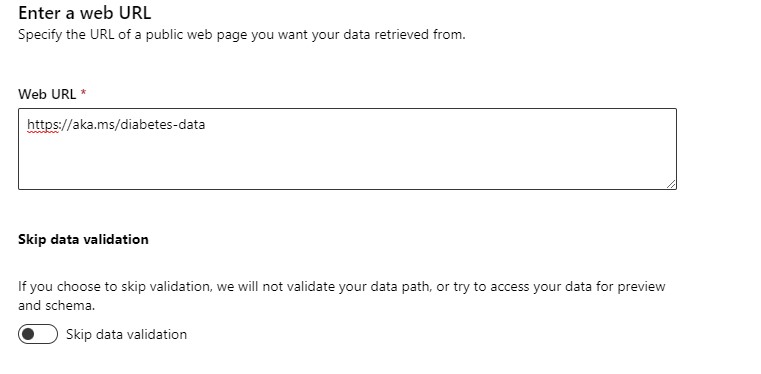 Enter a web URL
Specify the URL of a public web page you want your data retrieved from.
Web URL *
https://aka.ms/diabetes-data
Skip data validation
If you choose to skip validation, we will not validate your data path, or try to access your data for preview
and schema.
Skip data validation